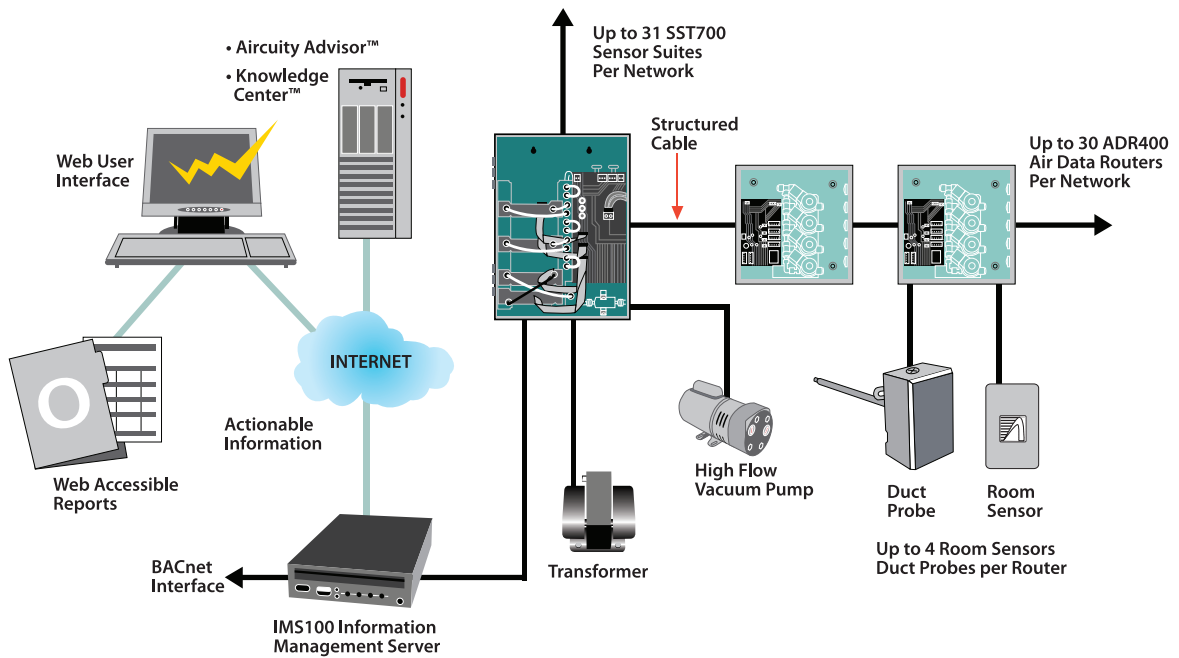 • Aircuity Advisor™
• Knowledge
Center™
Up to 31 SST700
Sensor Suites
Per Network
Structured
Cable
Up to 30 ADR400
Air Data Routers
Per Network
Web User
Interface
INTERNET
Actionable
Information
Web Accessible
Reports
High Flow
Vacuum Pump
Duct
Probe
Room
Sensor
Up to 4 Room Sensors
Duct Probes per Router
Transformer
BACnet
Interface
IMS100 Information
Management Server